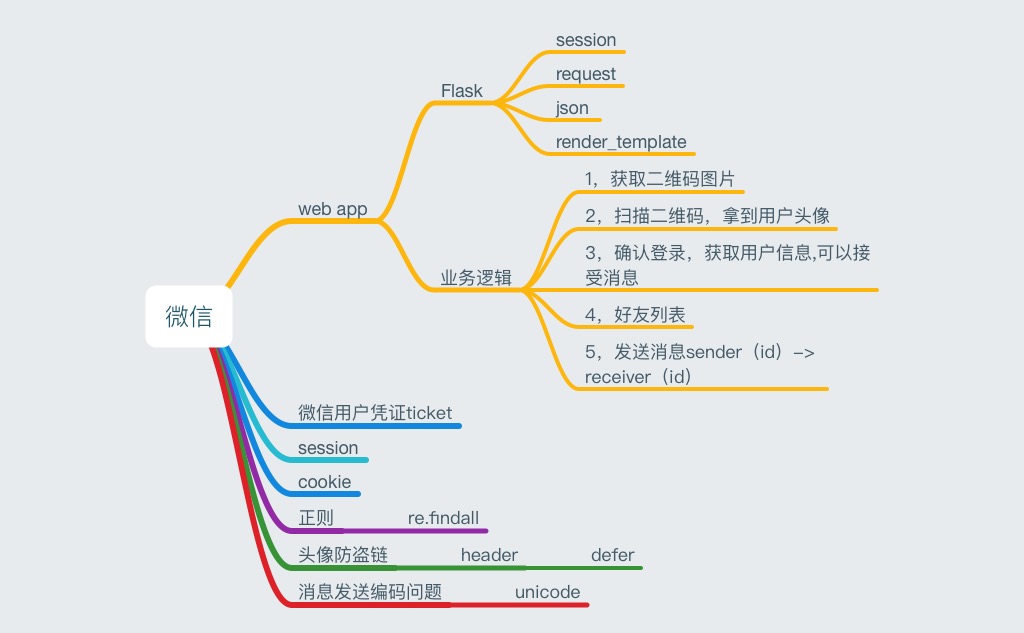 session
request
Flask
json
render_template
1，获取二维码图片
web app
2，扫描二维码，拿到用户头像
3，确认登录，获取用户信息,可以接
受消息
业务逻辑
微信
4，好友列表
5，发送消息sender（id）->
receiver（id）
微信用户凭证ticket
session
cookie
正则 re.findall
头像防盗链 header defer
消息发送编码问题 unicode